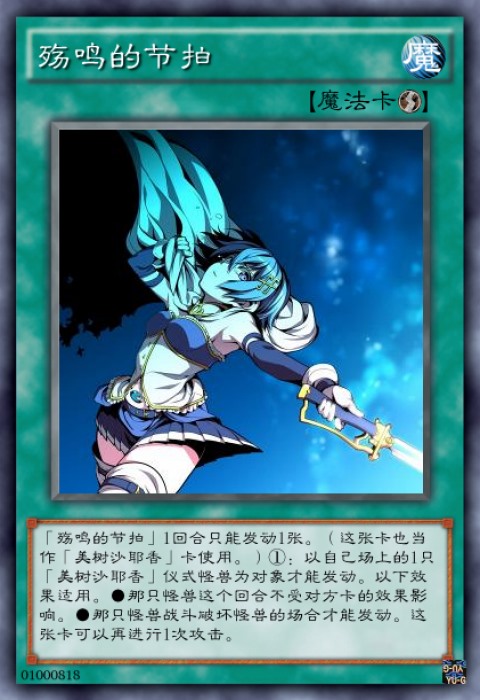 殇鸣的节拍
魔
【魔法卡】
「殇鸣的节拍」1回合只能发动1张。（这张卡也当
作「美树沙耶香」卡使用。）①：以自己场上的1只
「美树沙耶香」仪式怪兽为对象才能发动。以下效
果适用。●那只怪兽这个回合不受对方卡的效果影
响。●那只怪兽战斗破坏怪兽的场合才能发动。这
张卡可以再进行1次攻击。
01000818